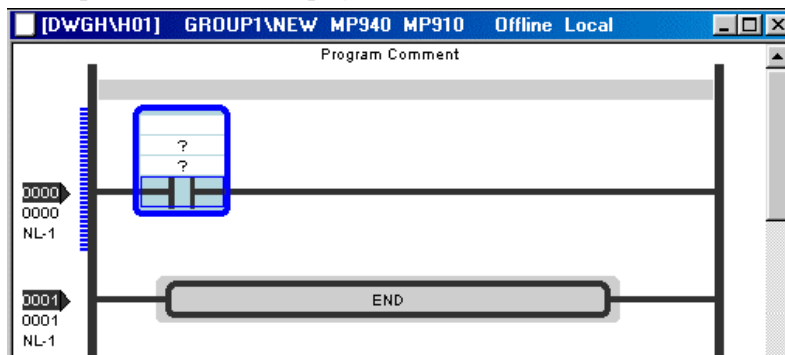 [DWGH\H01] GROUP1\NEW MP940 MP910 Offline Local
Program Comment
?
?
0000
0000
NL-1
END
0001
0001
NL-1